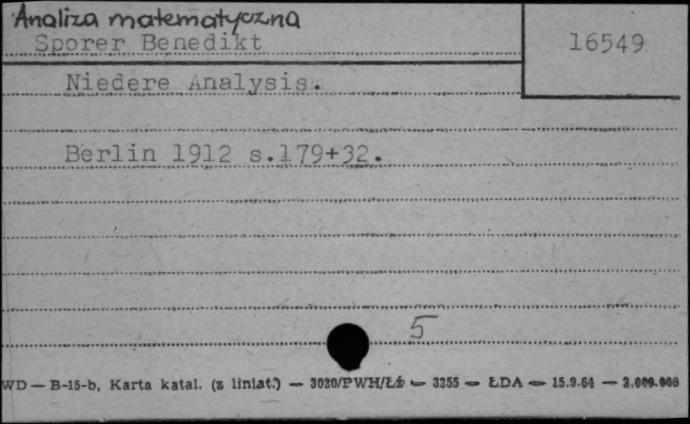 Analiza matematyczna
Sporer Benedikt
16549
Niedere Analysis.
Berlin 1912 s.179+32.
5
WD — B-15-b, Karta katal. (z liniat.) — 3020/PWH/Łż — 3255 — ŁDA — 15.9.64 — 2.000.000